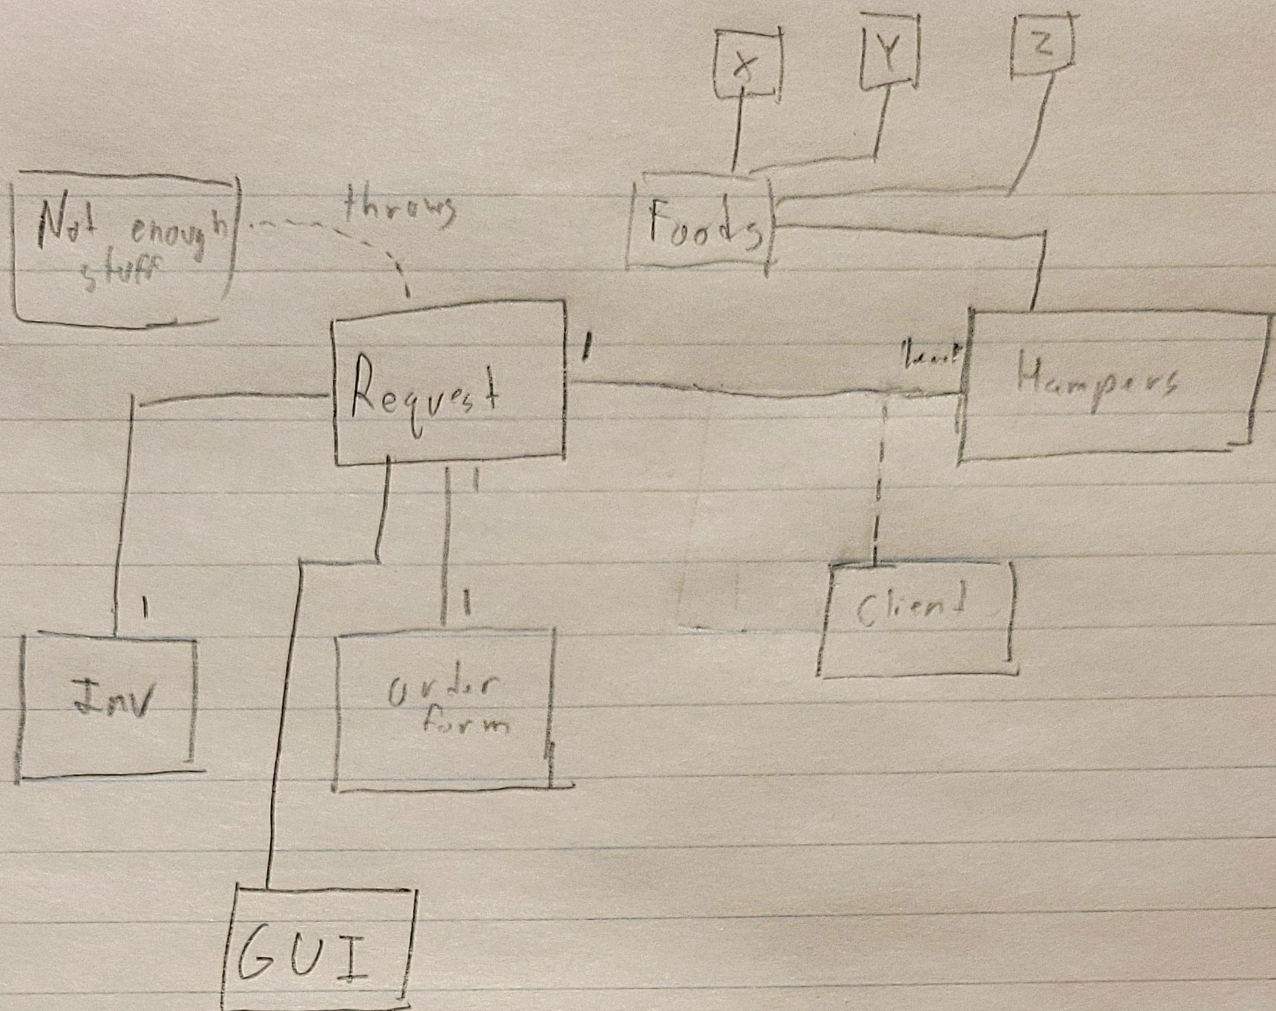 X
Y
Z
Not enough
stuff
throws
Foods
Request
1
Hampers
1
1
1
Client
Inv
order
form
GUI